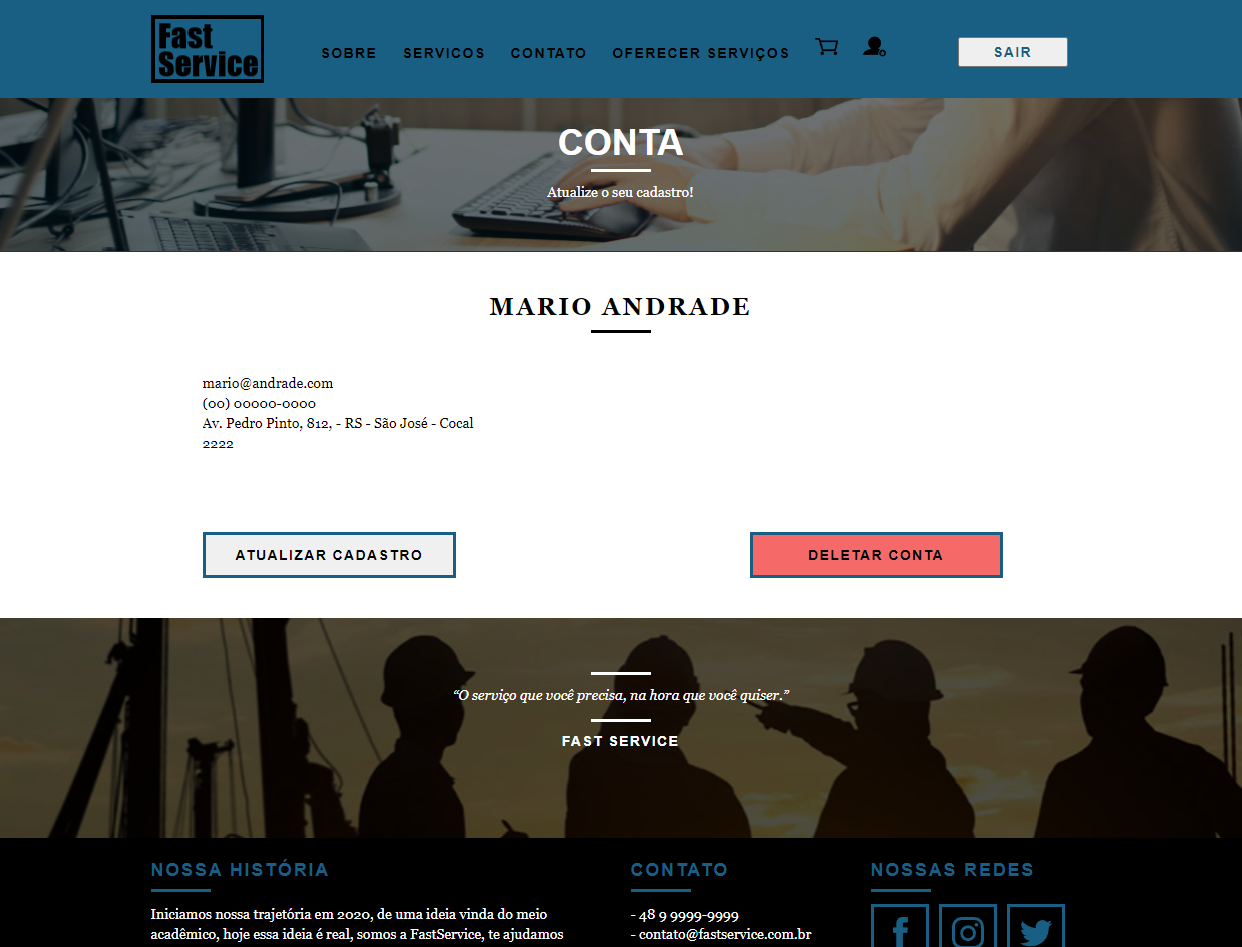 Fast
Service
SOBRE SERVICOS CONTATO OFERECER SERVIÇOS SAIR
CONTA
Atualize o seu cadastro!
MARIO ANDRADE
mario@andrade.com
(00) 00000-0000
Av. Pedro Pinto, 812, - RS - São José - Cocal
2222
ATUALIZAR CADASTRO DELETAR CONTA
“O serviço que você precisa, na hora que você quiser.”
FAST SERVICE
NOSSA HISTÓRIA CONTATO NOSSAS REDES
Iniciamos nossa trajetória em 2020, de uma ideia vinda do meio - 48 9 9999-9999
acadêmico, hoje essa ideia é real, somos a FastService, te ajudamos - contato@fastservice.com.br